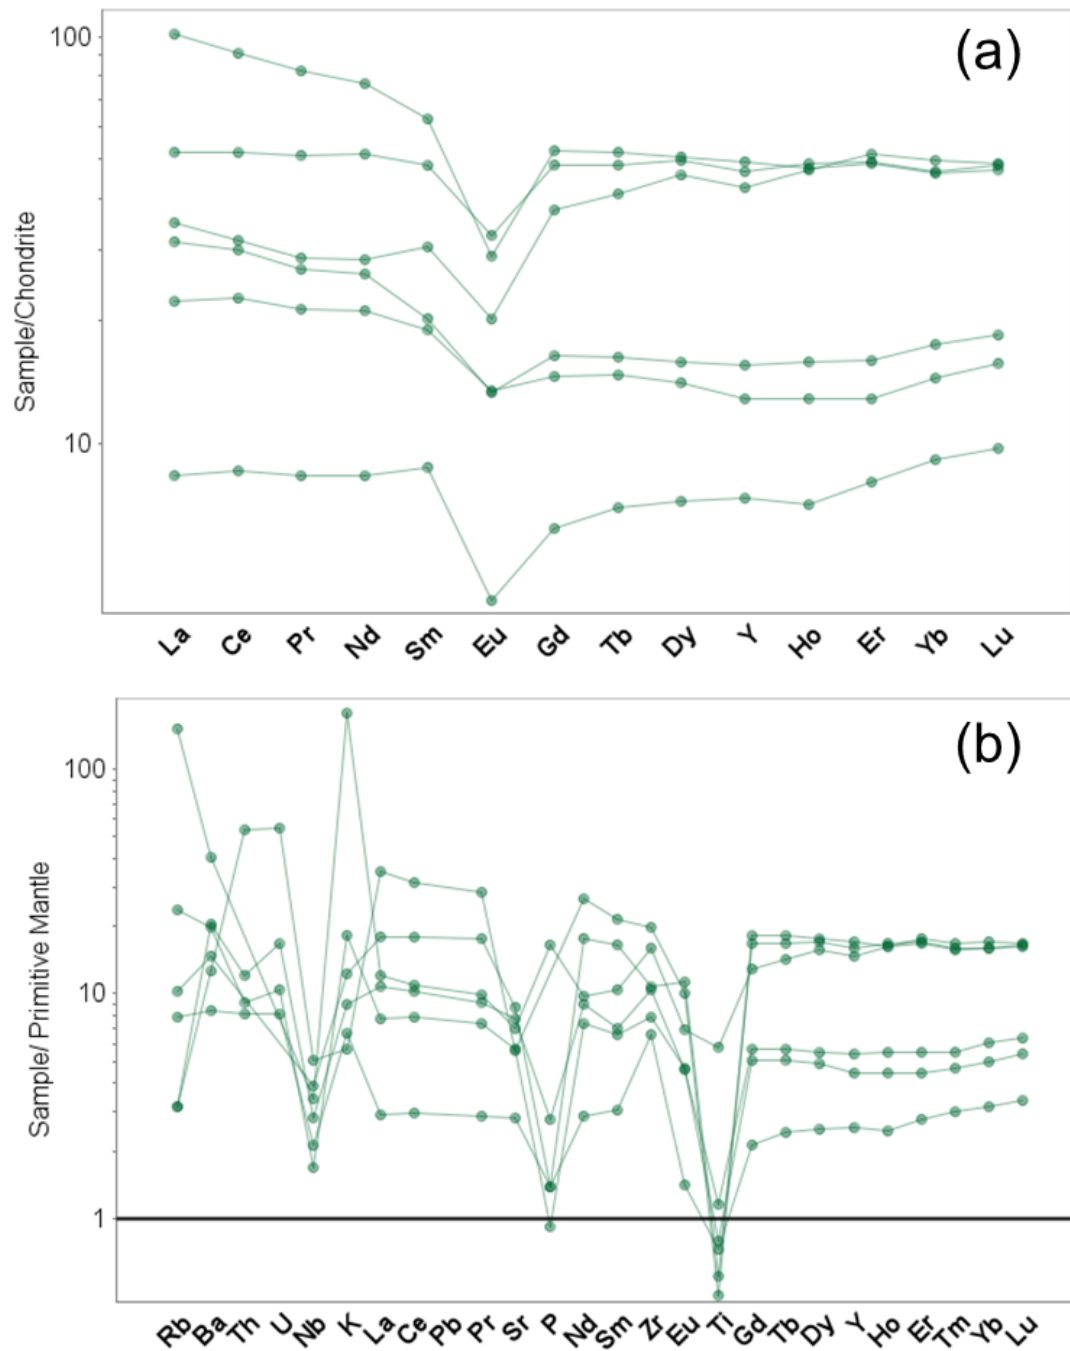 (a)
100
10
Sample/Chondrite
La Ce Pr Nd Sm Eu Gd Tb Dy Y Ho Er Yb Lu
(b)
100
10
1
Sample/ Primitive Mantle
Rb Ba Th U Nb K La Ce Pb Pr Sr P Nd Sm Zr Eu Ti Gd Tb Dy Y Ho Er Tm Yb Lu